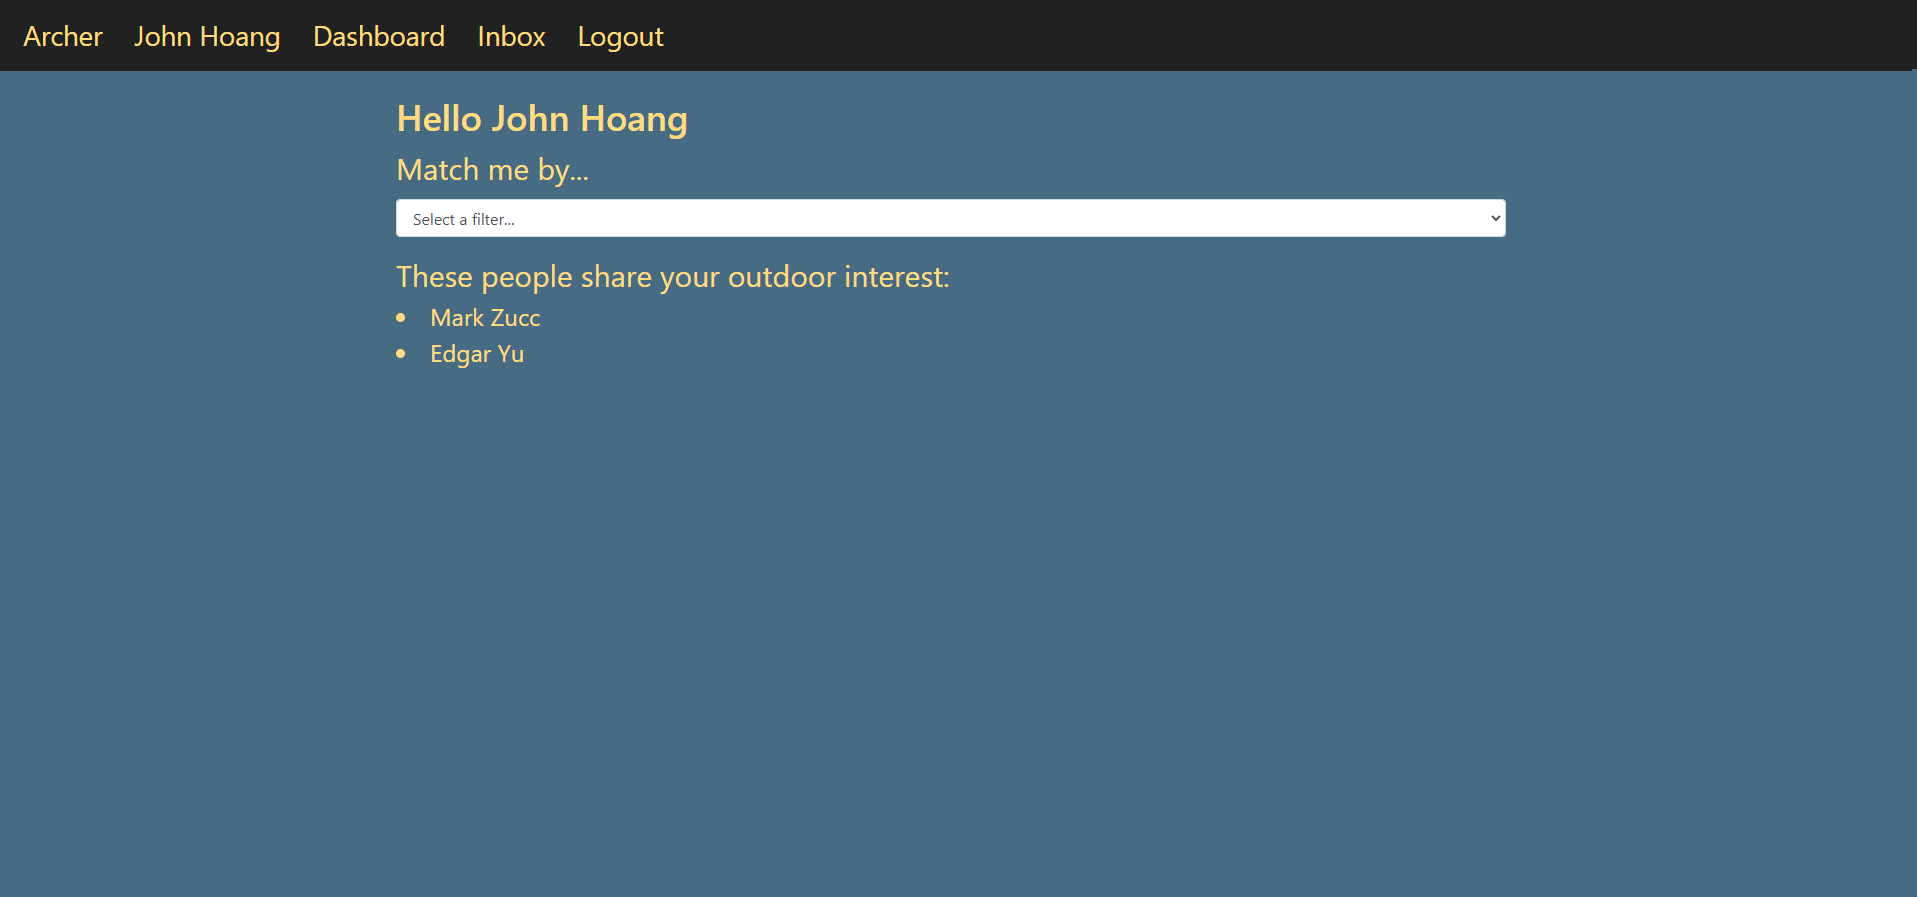 Archer John Hoang Dashboard Inbox Logout
Hello John Hoang
Match me by...
Select a filter...
These people share your outdoor interest:
Mark Zucc
Edgar Yu